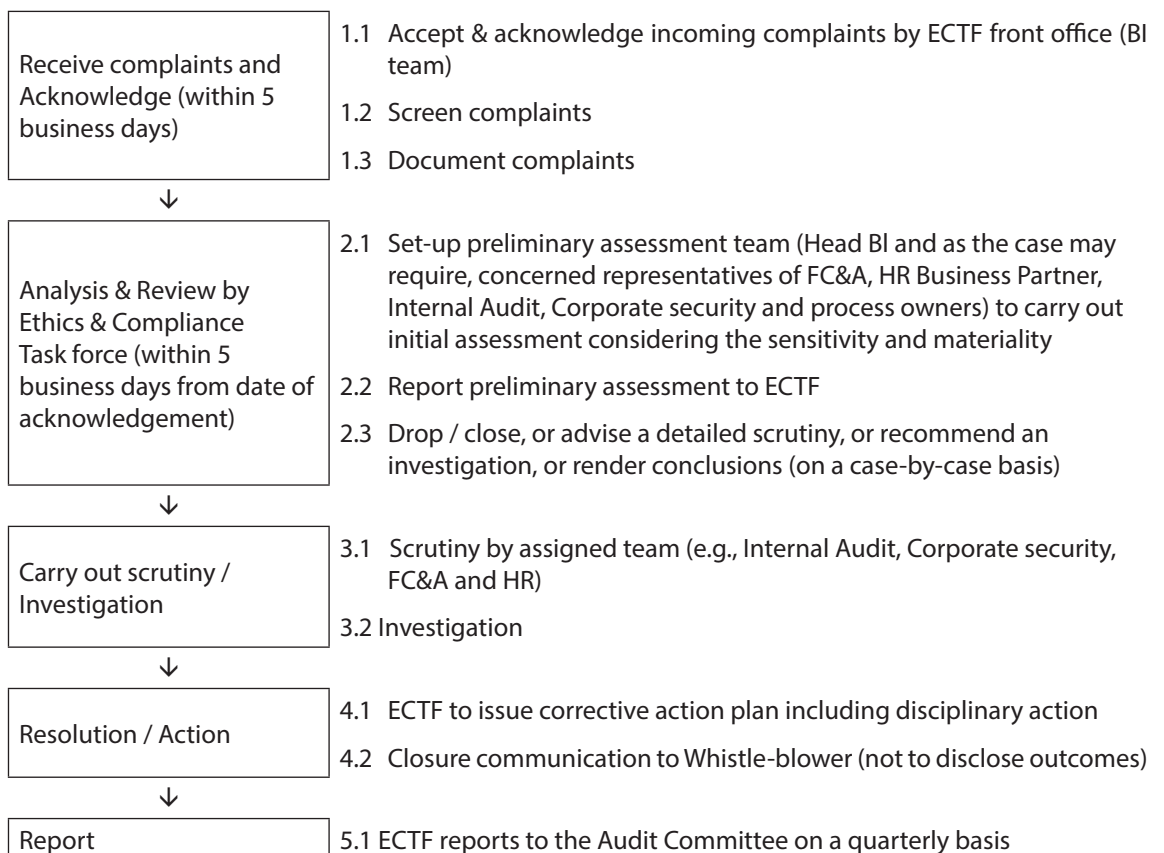 Receive complaints and
Acknowledge (within 5
business days)
1.1 Accept & acknowledge incoming complaints by ECTF front office (BI
team)
1.2 Screen complaints
1.3 Document complaints
↓
Analysis & Review by
Ethics & Compliance
Task force (within 5
business days from date of
acknowledgement)
2.1 Set-up preliminary assessment team (Head BI and as the case may
require, concerned representatives of FC&A, HR Business Partner,
Internal Audit, Corporate security and process owners) to carry out
initial assessment considering the sensitivity and materiality
2.2 Report preliminary assessment to ECTF
2.3 Drop / close, or advise a detailed scrutiny, or recommend an
investigation, or render conclusions (on a case-by-case basis)
↓
Carry out scrutiny /
Investigation
3.1 Scrutiny by assigned team (e.g., Internal Audit, Corporate security,
FC&A and HR)
3.2 Investigation
↓
Resolution / Action
4.1 ECTF to issue corrective action plan including disciplinary action
4.2 Closure communication to Whistle-blower (not to disclose outcomes)
↓
Report
5.1 ECTF reports to the Audit Committee on a quarterly basis